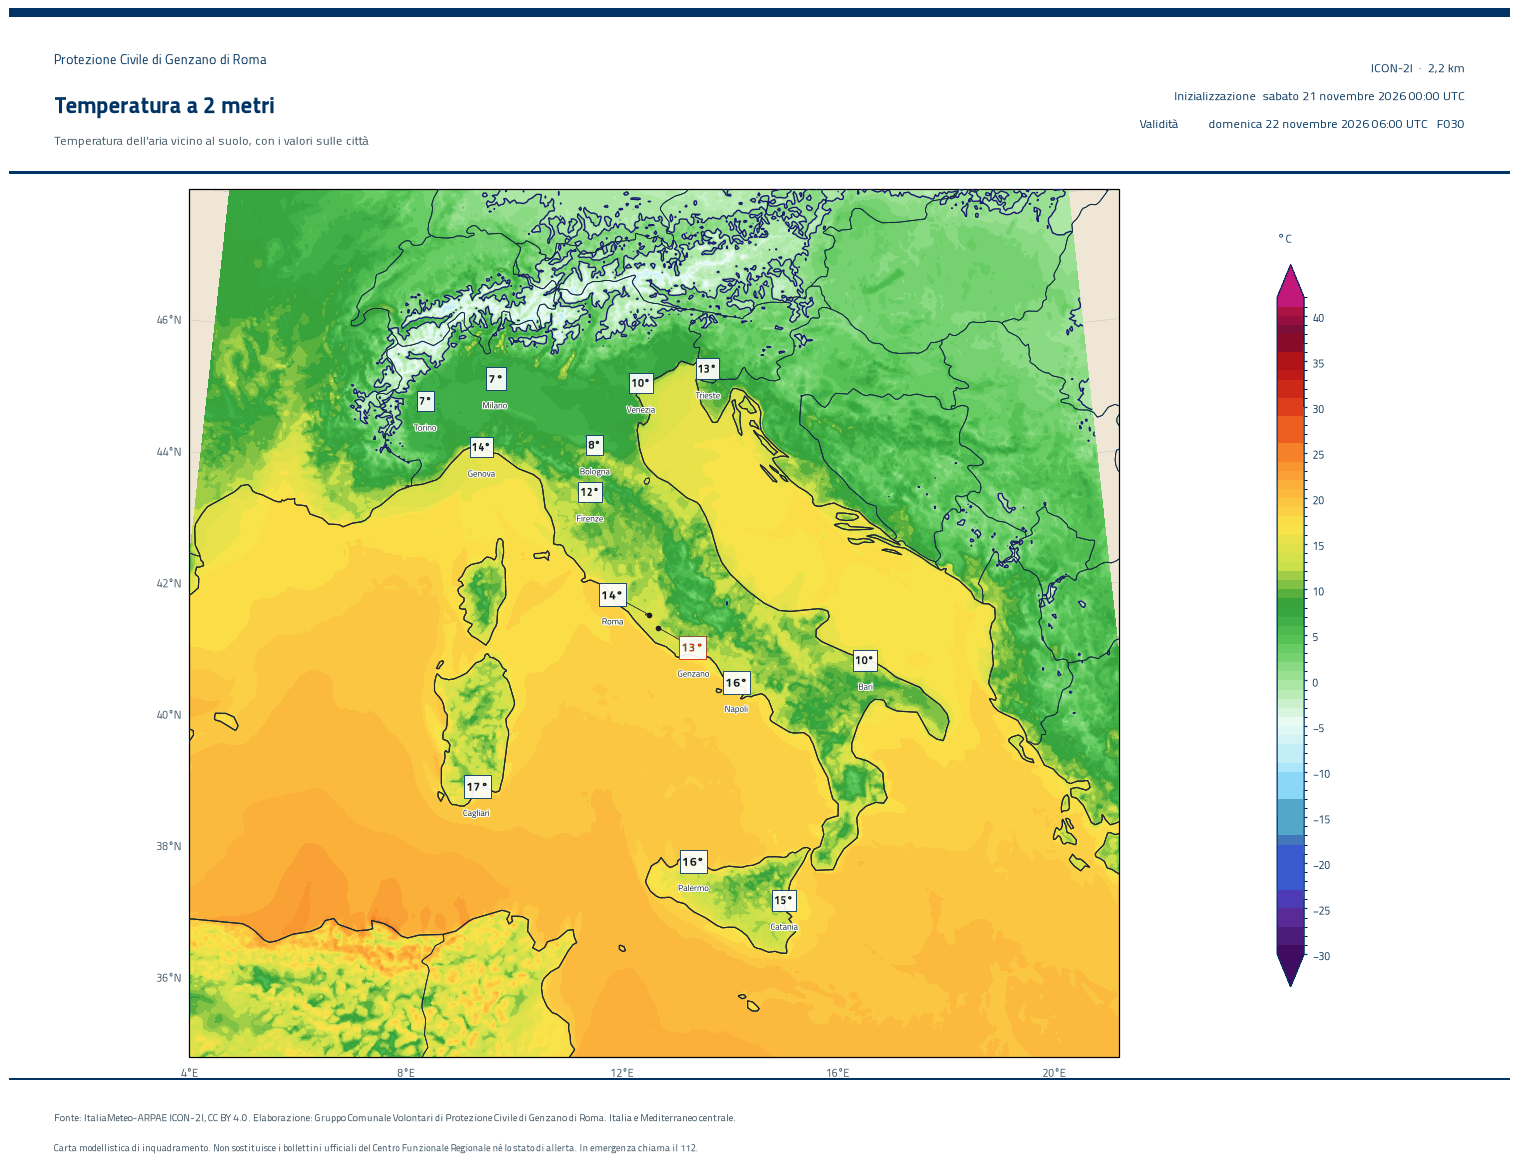 Protezione Civile di Genzano di Roma
Temperatura a 2 metri
Temperatura dell'aria vicino al suolo, con i valori sulle città
ICON-2I · 2,2 km
Inizializzazione sabato 21 novembre 2026 00:00 UTC
Validità domenica 22 novembre 2026 06:00 UTC F030
°C
46°N
44°N
42°N
40°N
38°N
36°N
4°E
8°E
12°E
16°E
20°E
13°
Trieste
7°
Milano
10°
Venezia
7°
Torino
14°
Genova
8°
Bologna
12°
Firenze
14°
Roma
13°
Genzano
10°
Bari
16°
Napoli
17°
Cagliari
16°
Palermo
15°
Catania
40
35
30
25
20
15
10
5
0
−5
−10
−15
−20
−25
−30
Fonte: ItaliaMeteo-ARPAE ICON-2I, CC BY 4.0. Elaborazione: Gruppo Comunale Volontari di Protezione Civile di Genzano di Roma. Italia e Mediterraneo centrale.
Carta modellistica di inquadramento. Non sostituisce i bollettini ufficiali del Centro Funzionale Regionale né lo stato di allerta. In emergenza chiama il 112.